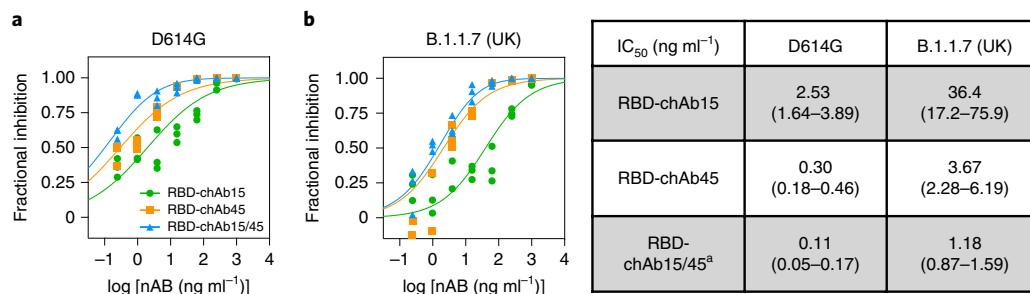 a
D614G
Fractional inhibition
1.00
0.75
0.50
0.25
0
RBD-chAb15
RBD-chAb45
RBD-chAb15/45
−1 0 1 2 3 4
log [nAB (ng ml−1)]
b
B.1.1.7 (UK)
Fractional inhibition
1.00
0.75
0.50
0.25
0
−1 0 1 2 3 4
log [nAB (ng ml−1)]
IC50 (ng ml−1) D614G B.1.1.7 (UK)
RBD-chAb15 2.53 36.4
(1.64–3.89) (17.2–75.9)
RBD-chAb45 0.30 3.67
(0.18–0.46) (2.28–6.19)
RBD- 0.11 1.18
chAb15/45a (0.05–0.17) (0.87–1.59)